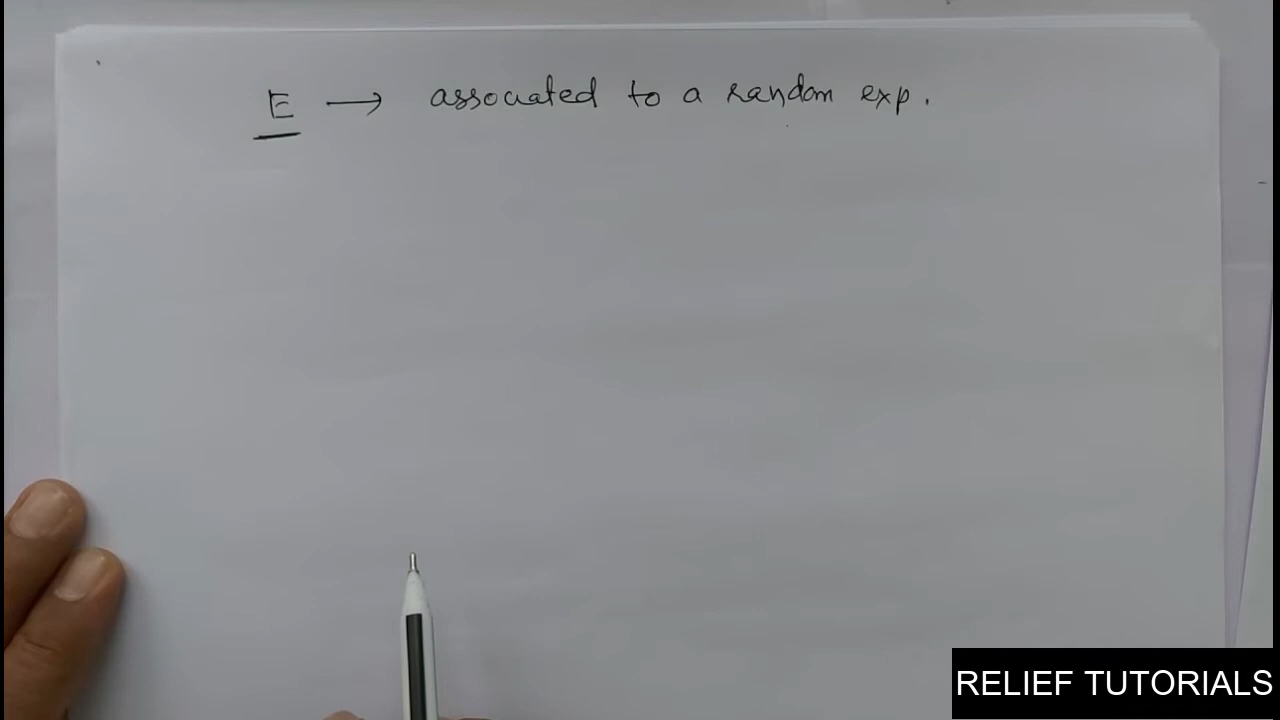 E → associated to a random exp.
RELIEF TUTORIALS